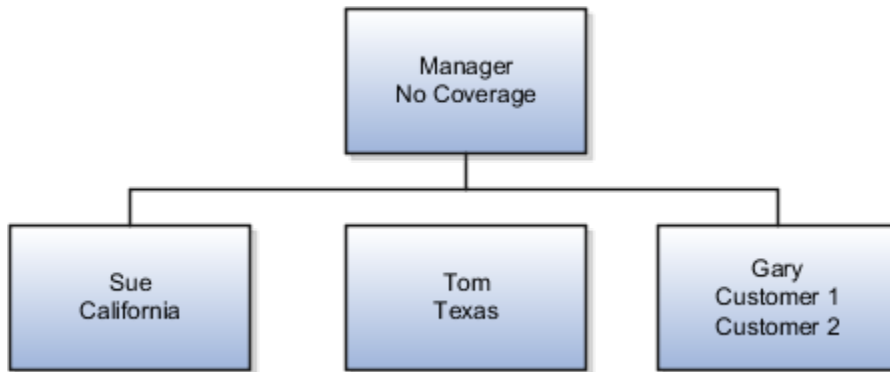 Manager
No Coverage
Sue
California
Tom
Texas
Gary
Customer 1
Customer 2